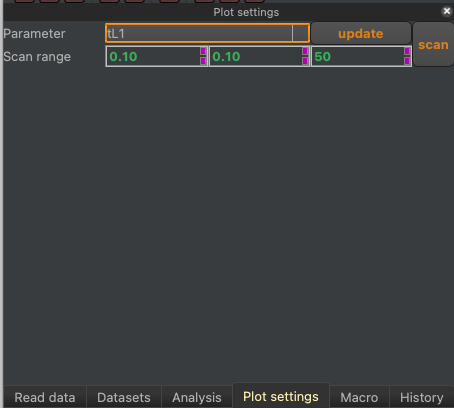 Plot settings
Parameter tL1 update scan
Scan range 0.10 0.10 50
Read data Datasets Analysis Plot settings Macro History